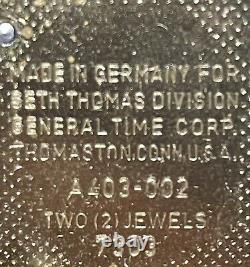 MADE IN GERMANY FOR
SETH THOMAS DIVISION
GENERAL TIME CORP.
THOMASTON.CONN.U.S.A.
A403-002
TWO (2) JEWELS